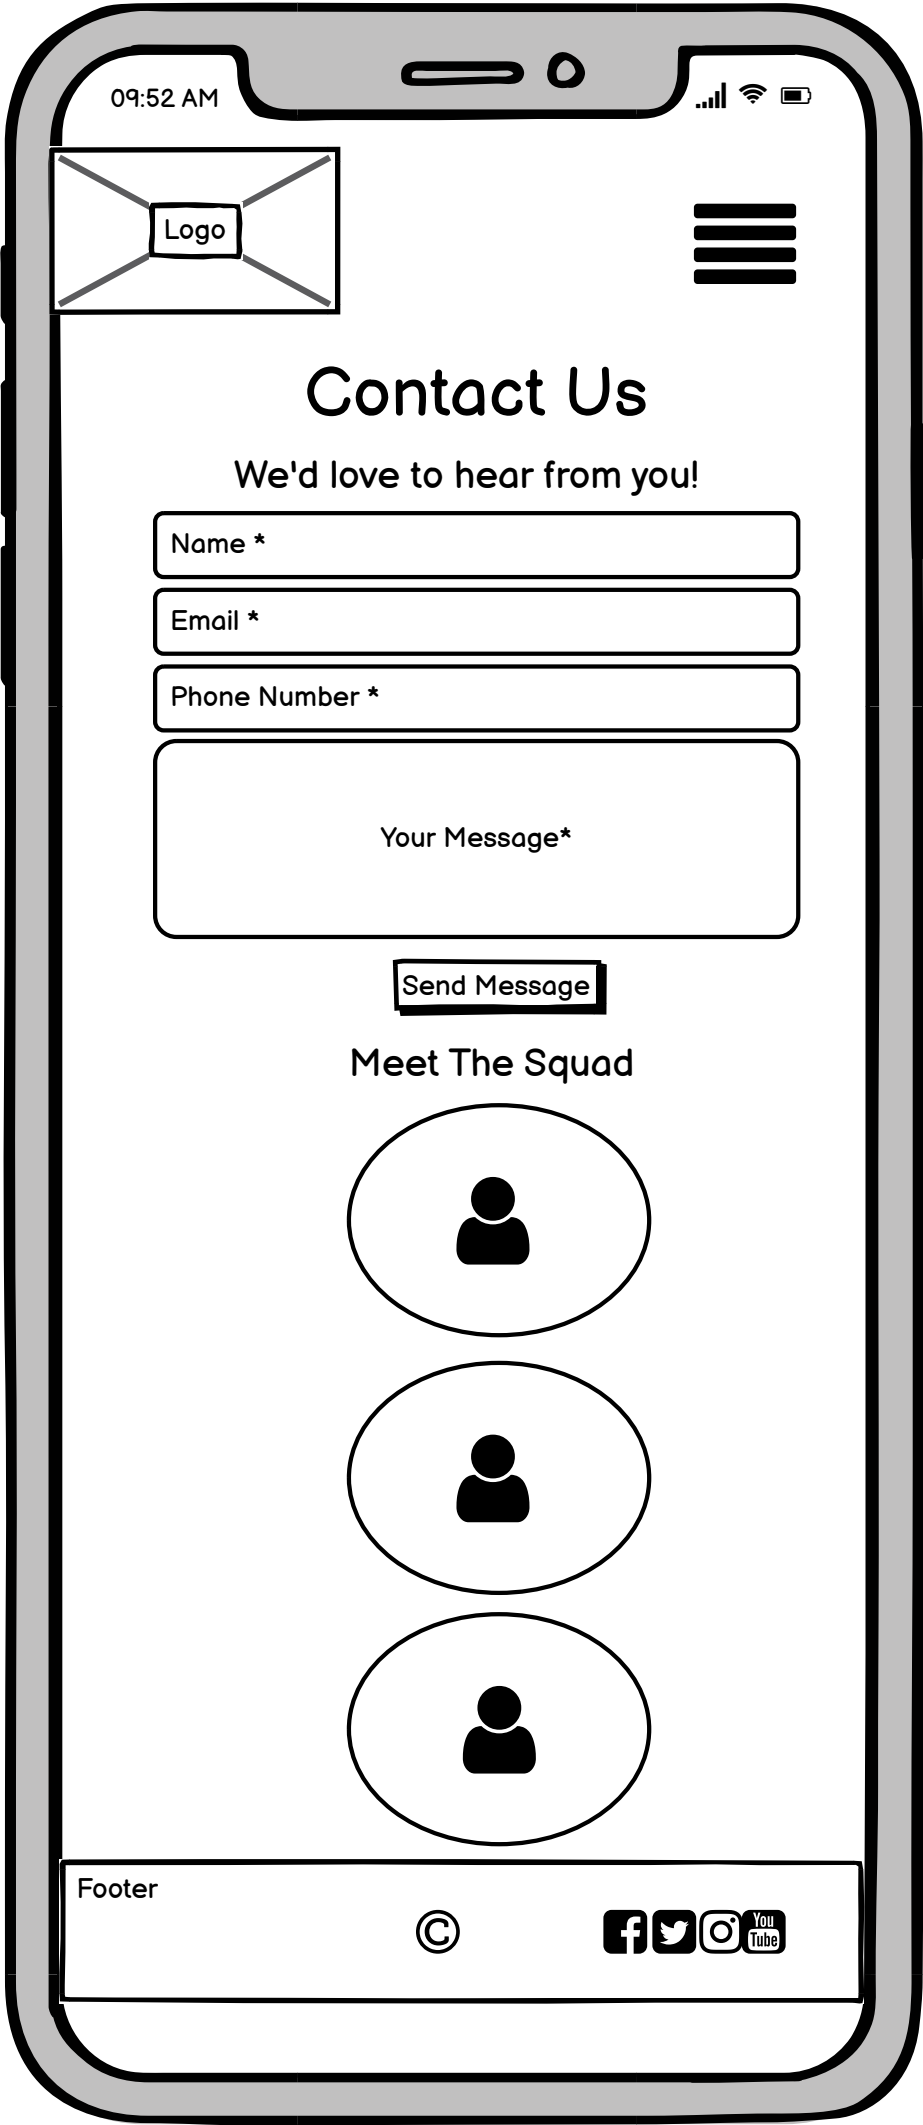 09:52 AM
Logo
Contact Us
We'd love to hear from you!
Name *
Email *
Phone Number *
Your Message*
Send Message
Meet The Squad
Footer
©
You
Tube